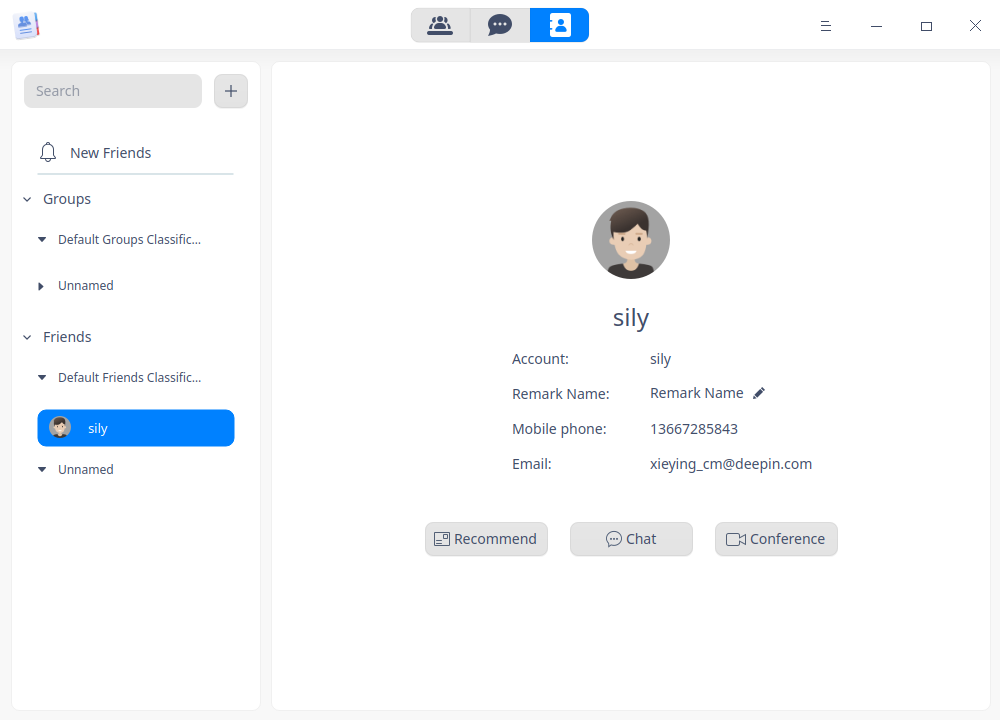 Search
New Friends
Groups
Default Groups Classific...
Unnamed
Friends
Default Friends Classific...
sily
Unnamed
sily
Account: sily
Remark Name: Remark Name
Mobile phone: 13667285843
Email: xieying_cm@deepin.com
Recommend Chat Conference